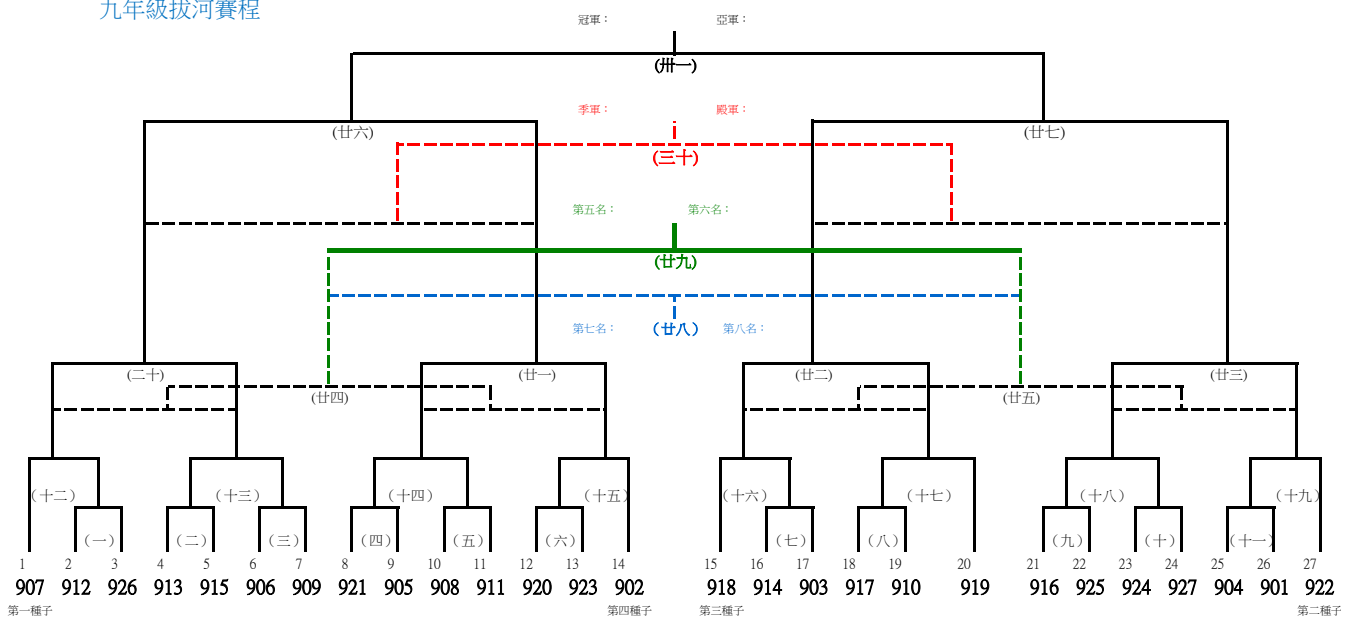 九年級拔河賽程
冠軍： 亞軍：
(卅一)
季軍： 殿軍：
(廿六) (廿七)
(三十)
第五名： 第六名：
(廿九)
第七名： （廿八） 第八名：
(二十) (廿一) (廿二) (廿三)
(廿四) (廿五)
（十二） （十三） （十四） （十五） （十六） （十七） （十八） （十九）
（一） （二） （三） （四） （五） （六） （七） （八） （九） （十） （十一）
1 2 3 4 5 6 7 8 9 10 11 12 13 14 15 16 17 18 19 20 21 22 23 24 25 26 27
907 912 926 913 915 906 909 921 905 908 911 920 923 902 918 914 903 917 910 919 916 925 924 927 904 901 922
第一種子 第四種子 第三種子 第二種子